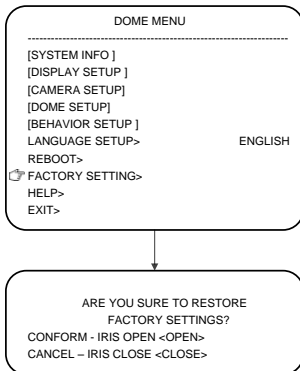 DOME MENU
[SYSTEM INFO ]
[DISPLAY SETUP ]
[CAMERA SETUP]
[DOME SETUP]
[BEHAVIOR SETUP ]
LANGUAGE SETUP> ENGLISH
REBOOT>
FACTORY SETTING>
HELP>
EXIT>
ARE YOU SURE TO RESTORE
FACTORY SETTINGS?
CONFORM - IRIS OPEN <OPEN>
CANCEL – IRIS CLOSE <CLOSE>